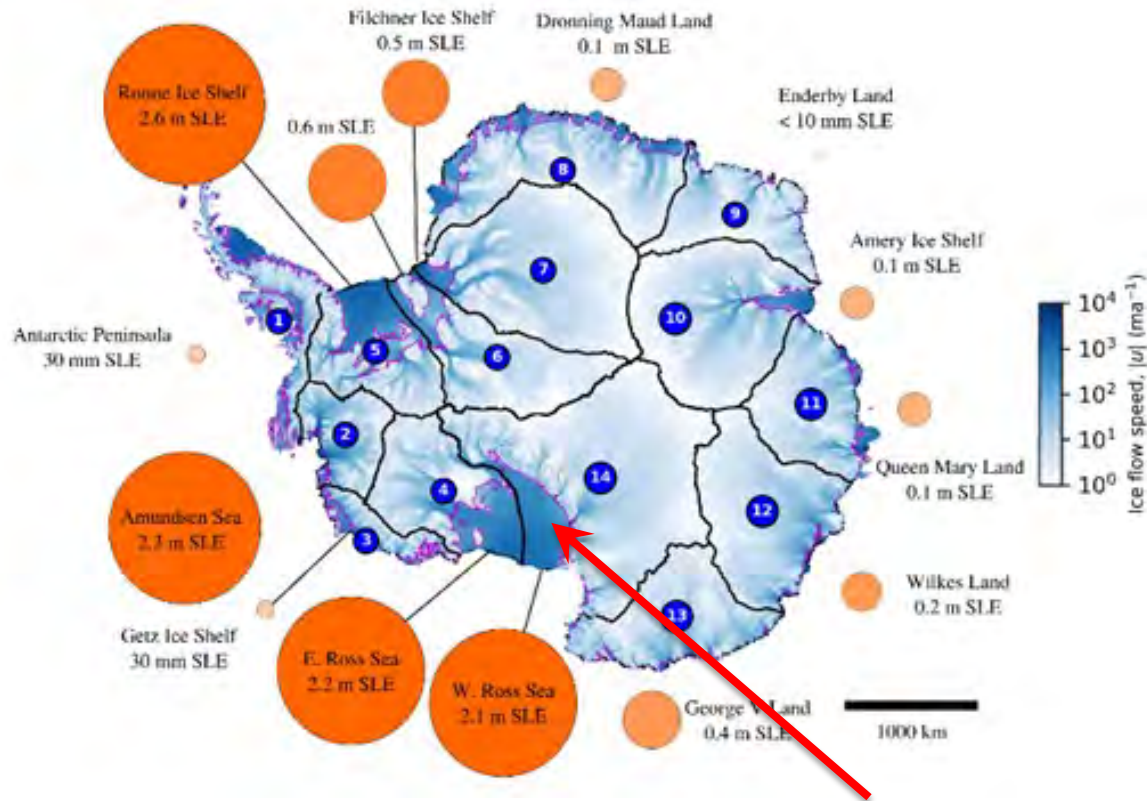 Filchner Ice Shelf
0.5 m SLE
Dronning Maud Land
0.1 m SLE
Ronne Ice Shelf
2.6 m SLE
0.6 m SLE
Enderby Land
< 10 mm SLE
8
9
7
Amery Ice Shelf
0.1 m SLE
1
10
Antarctic Peninsula
30 mm SLE
5
6
11
2
Queen Mary Land
0.1 m SLE
4
14
12
Amundsen Sea
2.3 m SLE
3
Wilkes Land
0.2 m SLE
Getz Ice Shelf
30 mm SLE
13
E. Ross Sea
2.2 m SLE
W. Ross Sea
2.1 m SLE
George V Land
0.4 m SLE
1000 km
10⁴
10³
10²
10¹
10⁰
Ice flow speed, |u| (ma⁻¹)